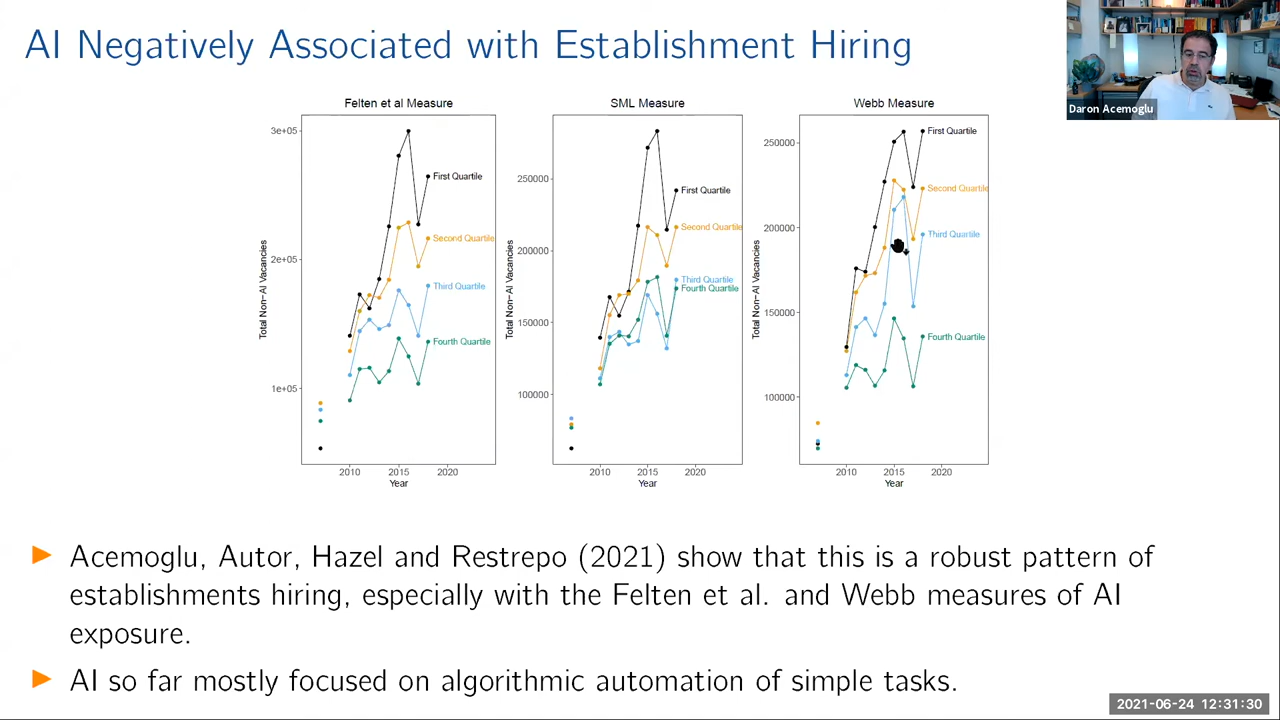 AI Negatively Associated with Establishment Hiring
Daron Acemoglu
Felten et al Measure
SML Measure
Webb Measure
Total Non-AI Vacancies
3e+05
2e+05
1e+05
First Quartile
Second Quartile
Third Quartile
Fourth Quartile
2010 2015 2020
Year
Total Non-AI Vacancies
250000
200000
150000
100000
First Quartile
Second Quartile
Third Quartile
Fourth Quartile
2010 2015 2020
Year
Total Non-AI Vacancies
250000
200000
150000
100000
First Quartile
Second Quartile
Third Quartile
Fourth Quartile
2010 2015 2020
Year
Acemoglu, Autor, Hazel and Restrepo (2021) show that this is a robust pattern of
establishments hiring, especially with the Felten et al. and Webb measures of AI
exposure.
AI so far mostly focused on algorithmic automation of simple tasks.
2021-06-24 12:31:30